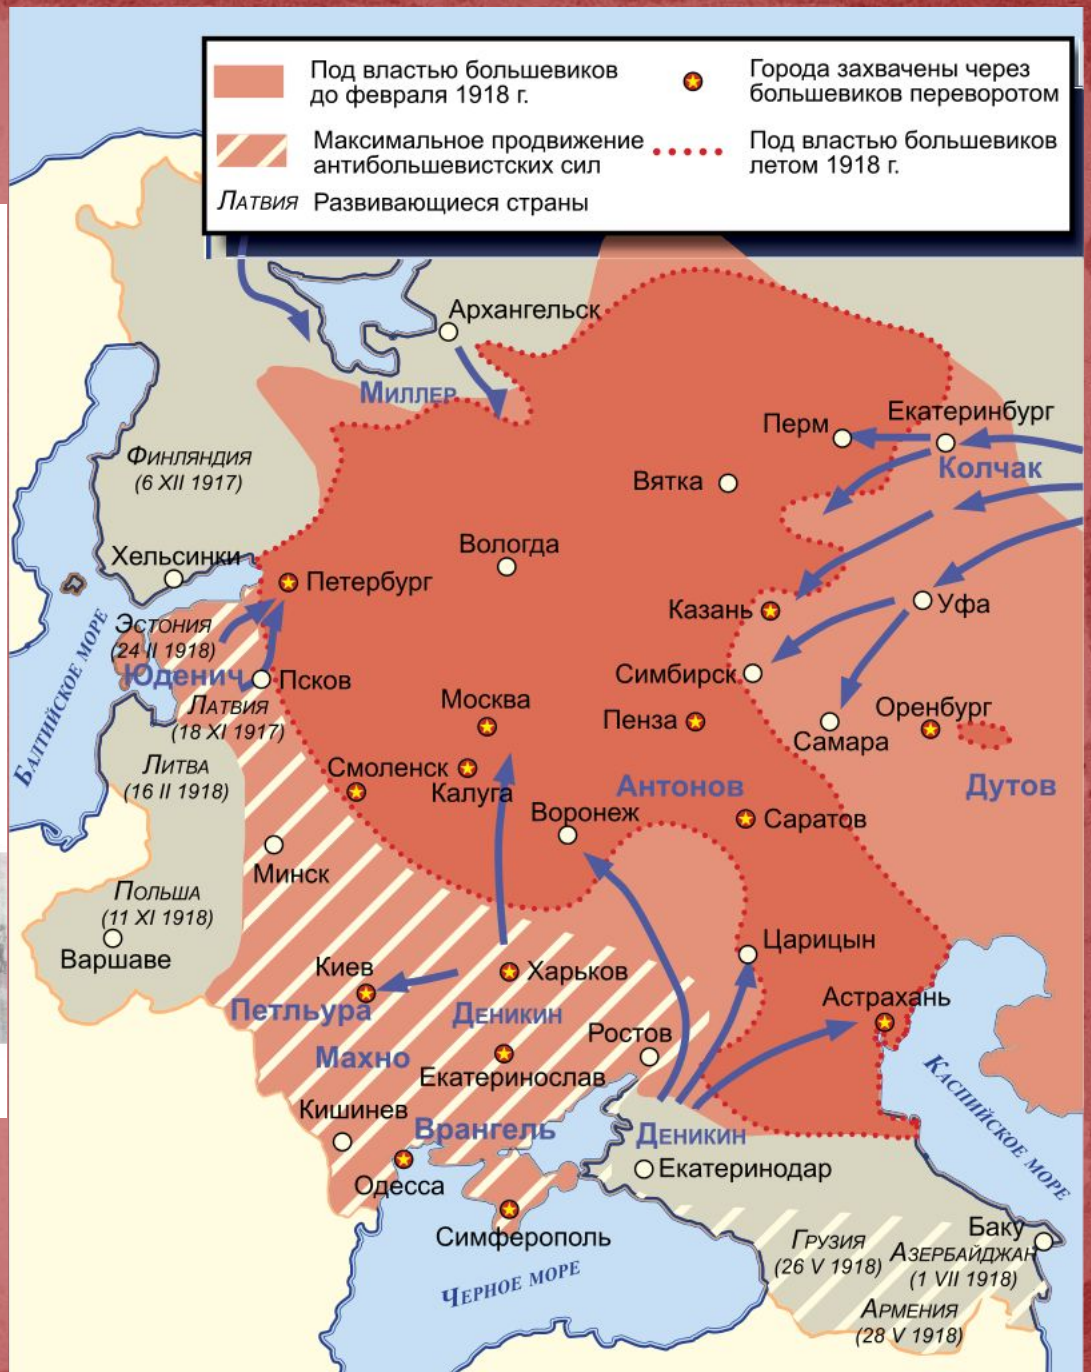 Под властью большевиков
до февраля 1918 г.
Города захвачены через
большевиков переворотом
Максимальное продвижение
антибольшевистских сил
Под властью большевиков
летом 1918 г.
Латвия Развивающиеся страны
Архангельск
Миллер
Перм
Екатеринбург
Колчак
Финляндия
(6 XII 1917)
Вятка
Хельсинки
Вологда
Петербург
Казань
Уфа
Эстония
(24 II 1918)
Юденич
Псков
Симбирск
Латвия
(18 XI 1917)
Москва
Пенза
Оренбург
Самара
Балтийское море
Литва
(16 II 1918)
Смоленск
Калуга
Антонов
Дутов
Воронеж
Саратов
Минск
Польша
(11 XI 1918)
Варшаве
Царицын
Киев
Харьков
Петльура
Деникин
Астрахань
Ростов
Махно
Екатеринослав
Каспийское море
Кишинев
Врангель
Деникин
Екатеринодар
Одесса
Симферополь
Баку
Грузия
(26 V 1918)
Азербайджан
(1 VII 1918)
Черное море
Армения
(28 V 1918)